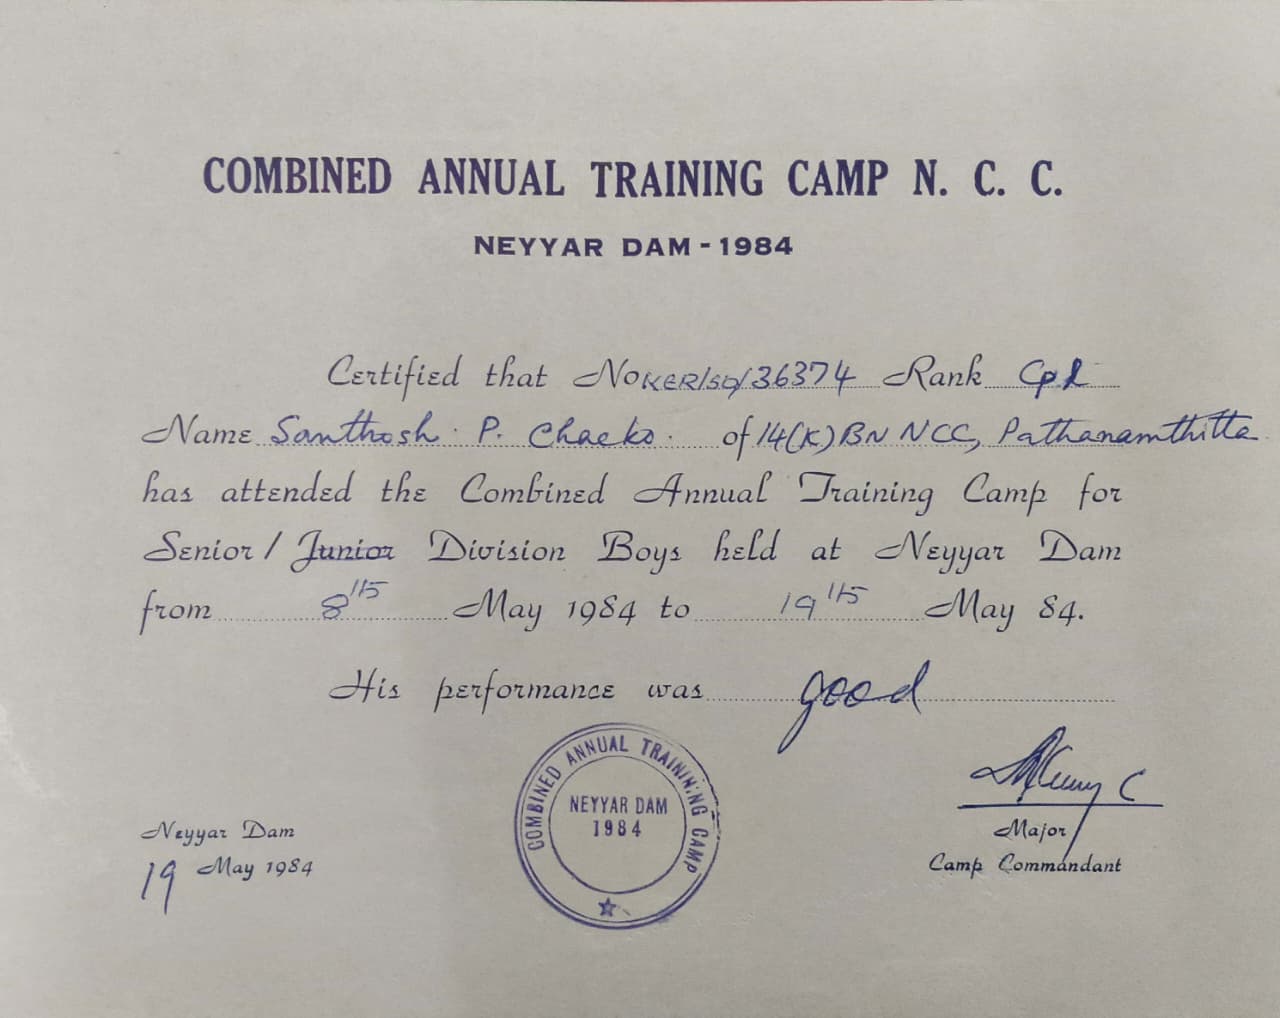 COMBINED ANNUAL TRAINING CAMP N. C. C.
NEYYAR DAM - 1984
Certified that No KER/SD/36374 Rank Cpl
Name Santhosh P. Chacko. of 14(K) BN NCC, Pathanamthitta
has attended the Combined Annual Training Camp for
Senior / Junior Division Boys held at Neyyar Dam
from 8th May 1984 to 19th May 84.
His performance was good
COMBINED ANNUAL TRAINING CAMP
NEYYAR DAM
1984
Neyyar Dam
19 May 1984
Major
Camp Commandant